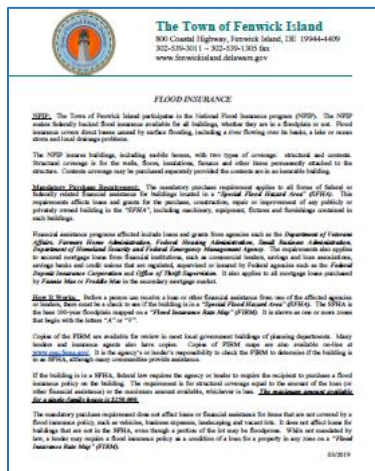 The Town of Fenwick Island
800 Coastal Highway, Fenwick Island, DE 19944-4409
302-539-3011 – 302-539-1305 fax
www.fenwickisland.delaware.gov
FLOOD INSURANCE
NFIP: The Town of Fenwick Island participates in the National Flood Insurance program (NFIP). The NFIP
makes federally backed flood insurance available for all buildings, whether they are in a floodplain or not. Flood
insurance covers direct losses caused by surface flooding, including a river flowing over its banks, a lake or ocean
storm and local drainage problems.
The NFIP insures buildings, including mobile homes, with two types of coverage: structural and contents.
Structural coverage is for the walls, floors, insulation, furnace and other items permanently attached to the
structure. Contents coverage may be purchased separately provided the contents are in an insurable building.
Mandatory Purchase Requirement: The mandatory purchase requirement applies to all forms of federal or
federally related financial assistance for buildings located in a "Special Flood Hazard Area" (SFHA). This
requirement affects loans and grants for the purchase, construction, repair or improvement of any publicly or
privately owned building in the "SFHA", including machinery, equipment, fixtures and furnishings contained in
such buildings.
Financial assistance programs affected include loans and grants from agencies such as the Department of Veterans
Affairs, Farmers Home Administration, Federal Housing Administration, Small Business Administration,
Department of Homeland Security and Federal Emergency Management Agency. The requirements also applies
to secured mortgage loans from financial institutions, such as commercial lenders, savings and loan associations,
savings banks and credit unions that are regulated, supervised or insured by Federal agencies such as the Federal
Deposit Insurance Corporation and Office of Thrift Supervision. It also applies to all mortgage loans purchased
by Fannie Mae or Freddie Mac in the secondary mortgage market.
How It Works: Before a person can receive a loan or other financial assistance from one of the affected agencies
or lenders, there must be a check to see if the building is in a "Special Flood Hazard Area" (SFHA). The SFHA is
the base 100-year floodplain mapped on a "Flood Insurance Rate Map" (FIRM). It is shown as one or more zones
that begin with the letters "A" or "V".
Copies of the FIRM are available for review in most local government buildings of planning departments. Many
lenders and insurance agents also have copies. Copies of FIRM maps are also available on-line at
www.msc.fema.gov. It is the agency's or lender's responsibility to check the FIRM to determine if the building is
in an SFHA, although many communities provide assistance.
If the building is in a SFHA, federal law requires the agency or lender to require the recipient to purchase a flood
insurance policy on the building. The requirement is for structural coverage equal to the amount of the loan (or
other financial assistance) or the maximum amount available, whichever is less. The maximum amount available
for a single-family house is $250,000.
The mandatory purchase requirement does not affect loans or financial assistance for items that are not covered by a
flood insurance policy, such as vehicles, business expenses, landscaping and vacant lots. It does not affect loans for
buildings that are not in the SFHA, even though a portion of the lot may be floodprone. While not mandated by
law, a lender may require a flood insurance policy as a condition of a loan for a property in any zone on a "Flood
Insurance Rate Map" (FIRM).
03/2019